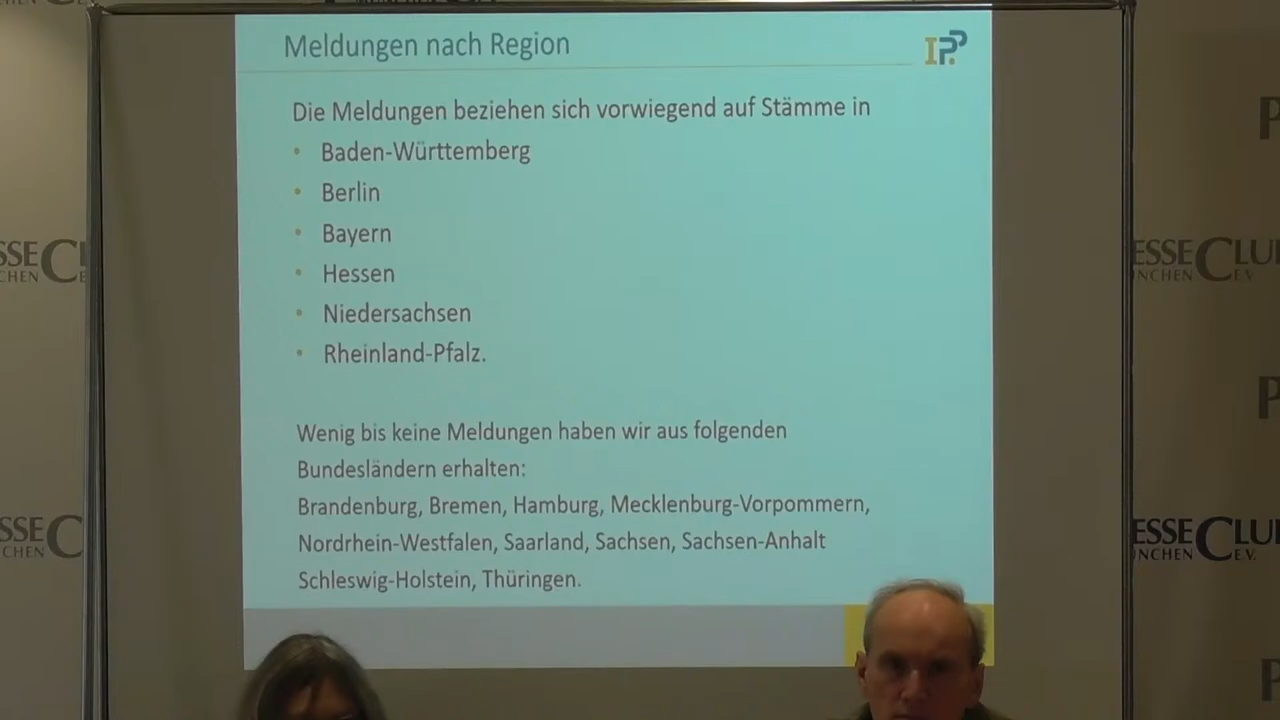 Meldungen nach Region
IPP.
Die Meldungen beziehen sich vorwiegend auf Stämme in
• Baden-Württemberg
• Berlin
• Bayern
• Hessen
• Niedersachsen
• Rheinland-Pfalz.
Wenig bis keine Meldungen haben wir aus folgenden
Bundesländern erhalten:
Brandenburg, Bremen, Hamburg, Mecklenburg-Vorpommern,
Nordrhein-Westfalen, Saarland, Sachsen, Sachsen-Anhalt
Schleswig-Holstein, Thüringen.